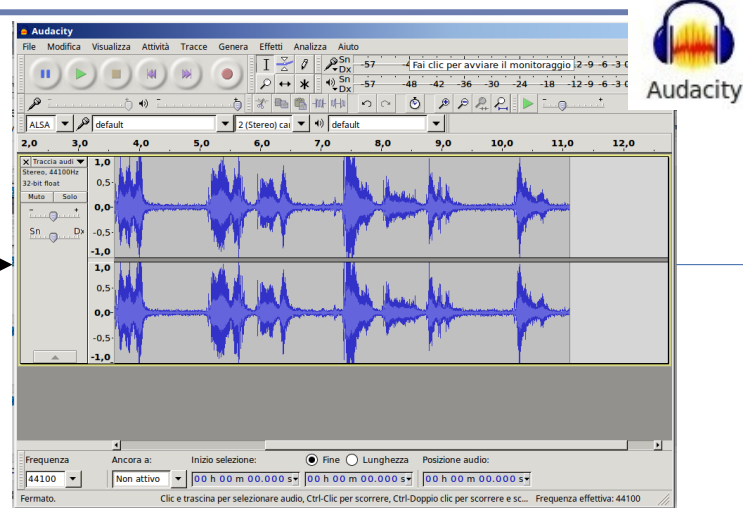 Audacity
File Modifica Visualizza Attività Tracce Genera Effetti Analizza Aiuto
Sn Dx -57 -4 Fai clic per avviare il monitoraggio 2 -9 -6 -3
Sn Dx -57 -48 -42 -36 -30 -24 -18 -12 -9 -6 -3
Audacity
ALSA default 2 (Stereo) car default
2,0 3,0 4,0 5,0 6,0 7,0 8,0 9,0 10,0 11,0 12,0
Traccia audi
Stereo, 44100Hz
32-bit float
Muto Solo
- +
Sn Dx
1,0
0,5
0,0
-0,5
-1,0
1,0
0,5
0,0
-0,5
-1,0
Frequenza Ancora a: Inizio selezione: Fine Lunghezza Posizione audio:
44100 Non attivo 00 h 00 m 00.000 s 00 h 00 m 00.000 s 00 h 00 m 00.000 s
Fermato. Clic e trascina per selezionare audio, Ctrl-Clic per scorrere, Ctrl-Doppio clic per scorrere e sc... Frequenza effettiva: 44100